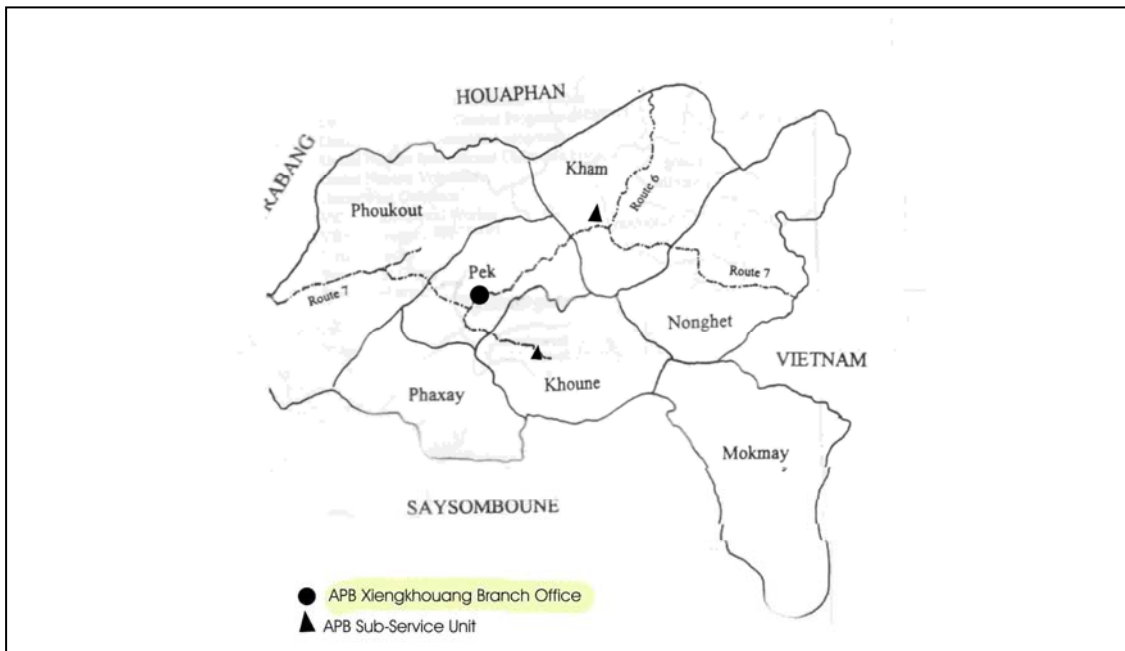 HOUAPHAN
RABANG
Kham
Route 6
Phoukout
Pek
Route 7
Route 7
Nonghet
VIETNAM
Khoune
Phaxay
Mokmay
SAYSOMBOUNE
APB Xiengkhouang Branch Office
APB Sub-Service Unit